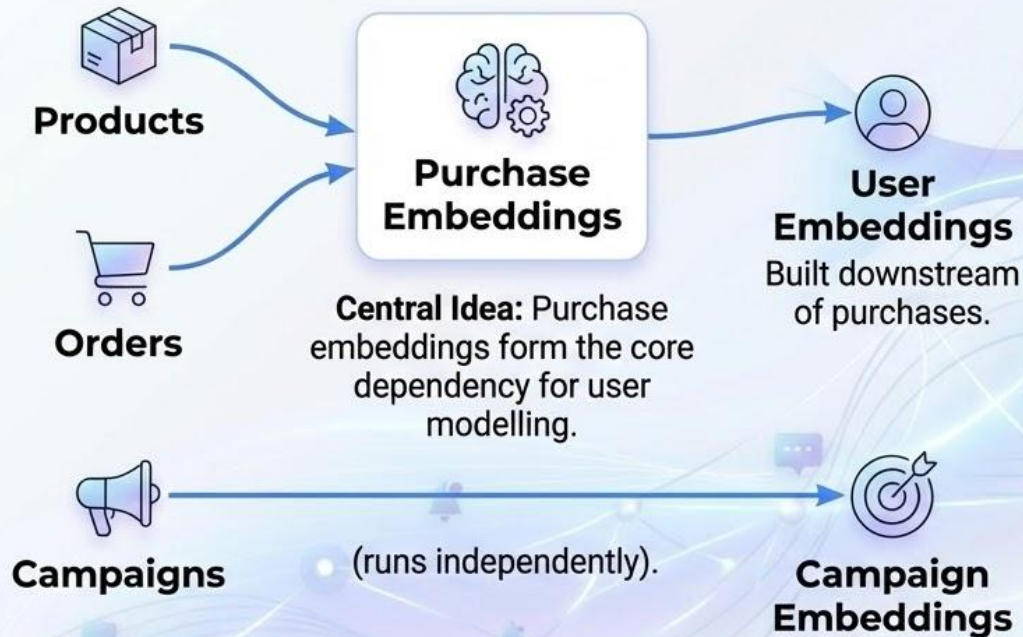 Products
Orders
Purchase
Embeddings
Central Idea: Purchase
embeddings form the core
dependency for user
modelling.
User
Embeddings
Built downstream
of purchases.
Campaigns
(runs independently).
Campaign
Embeddings